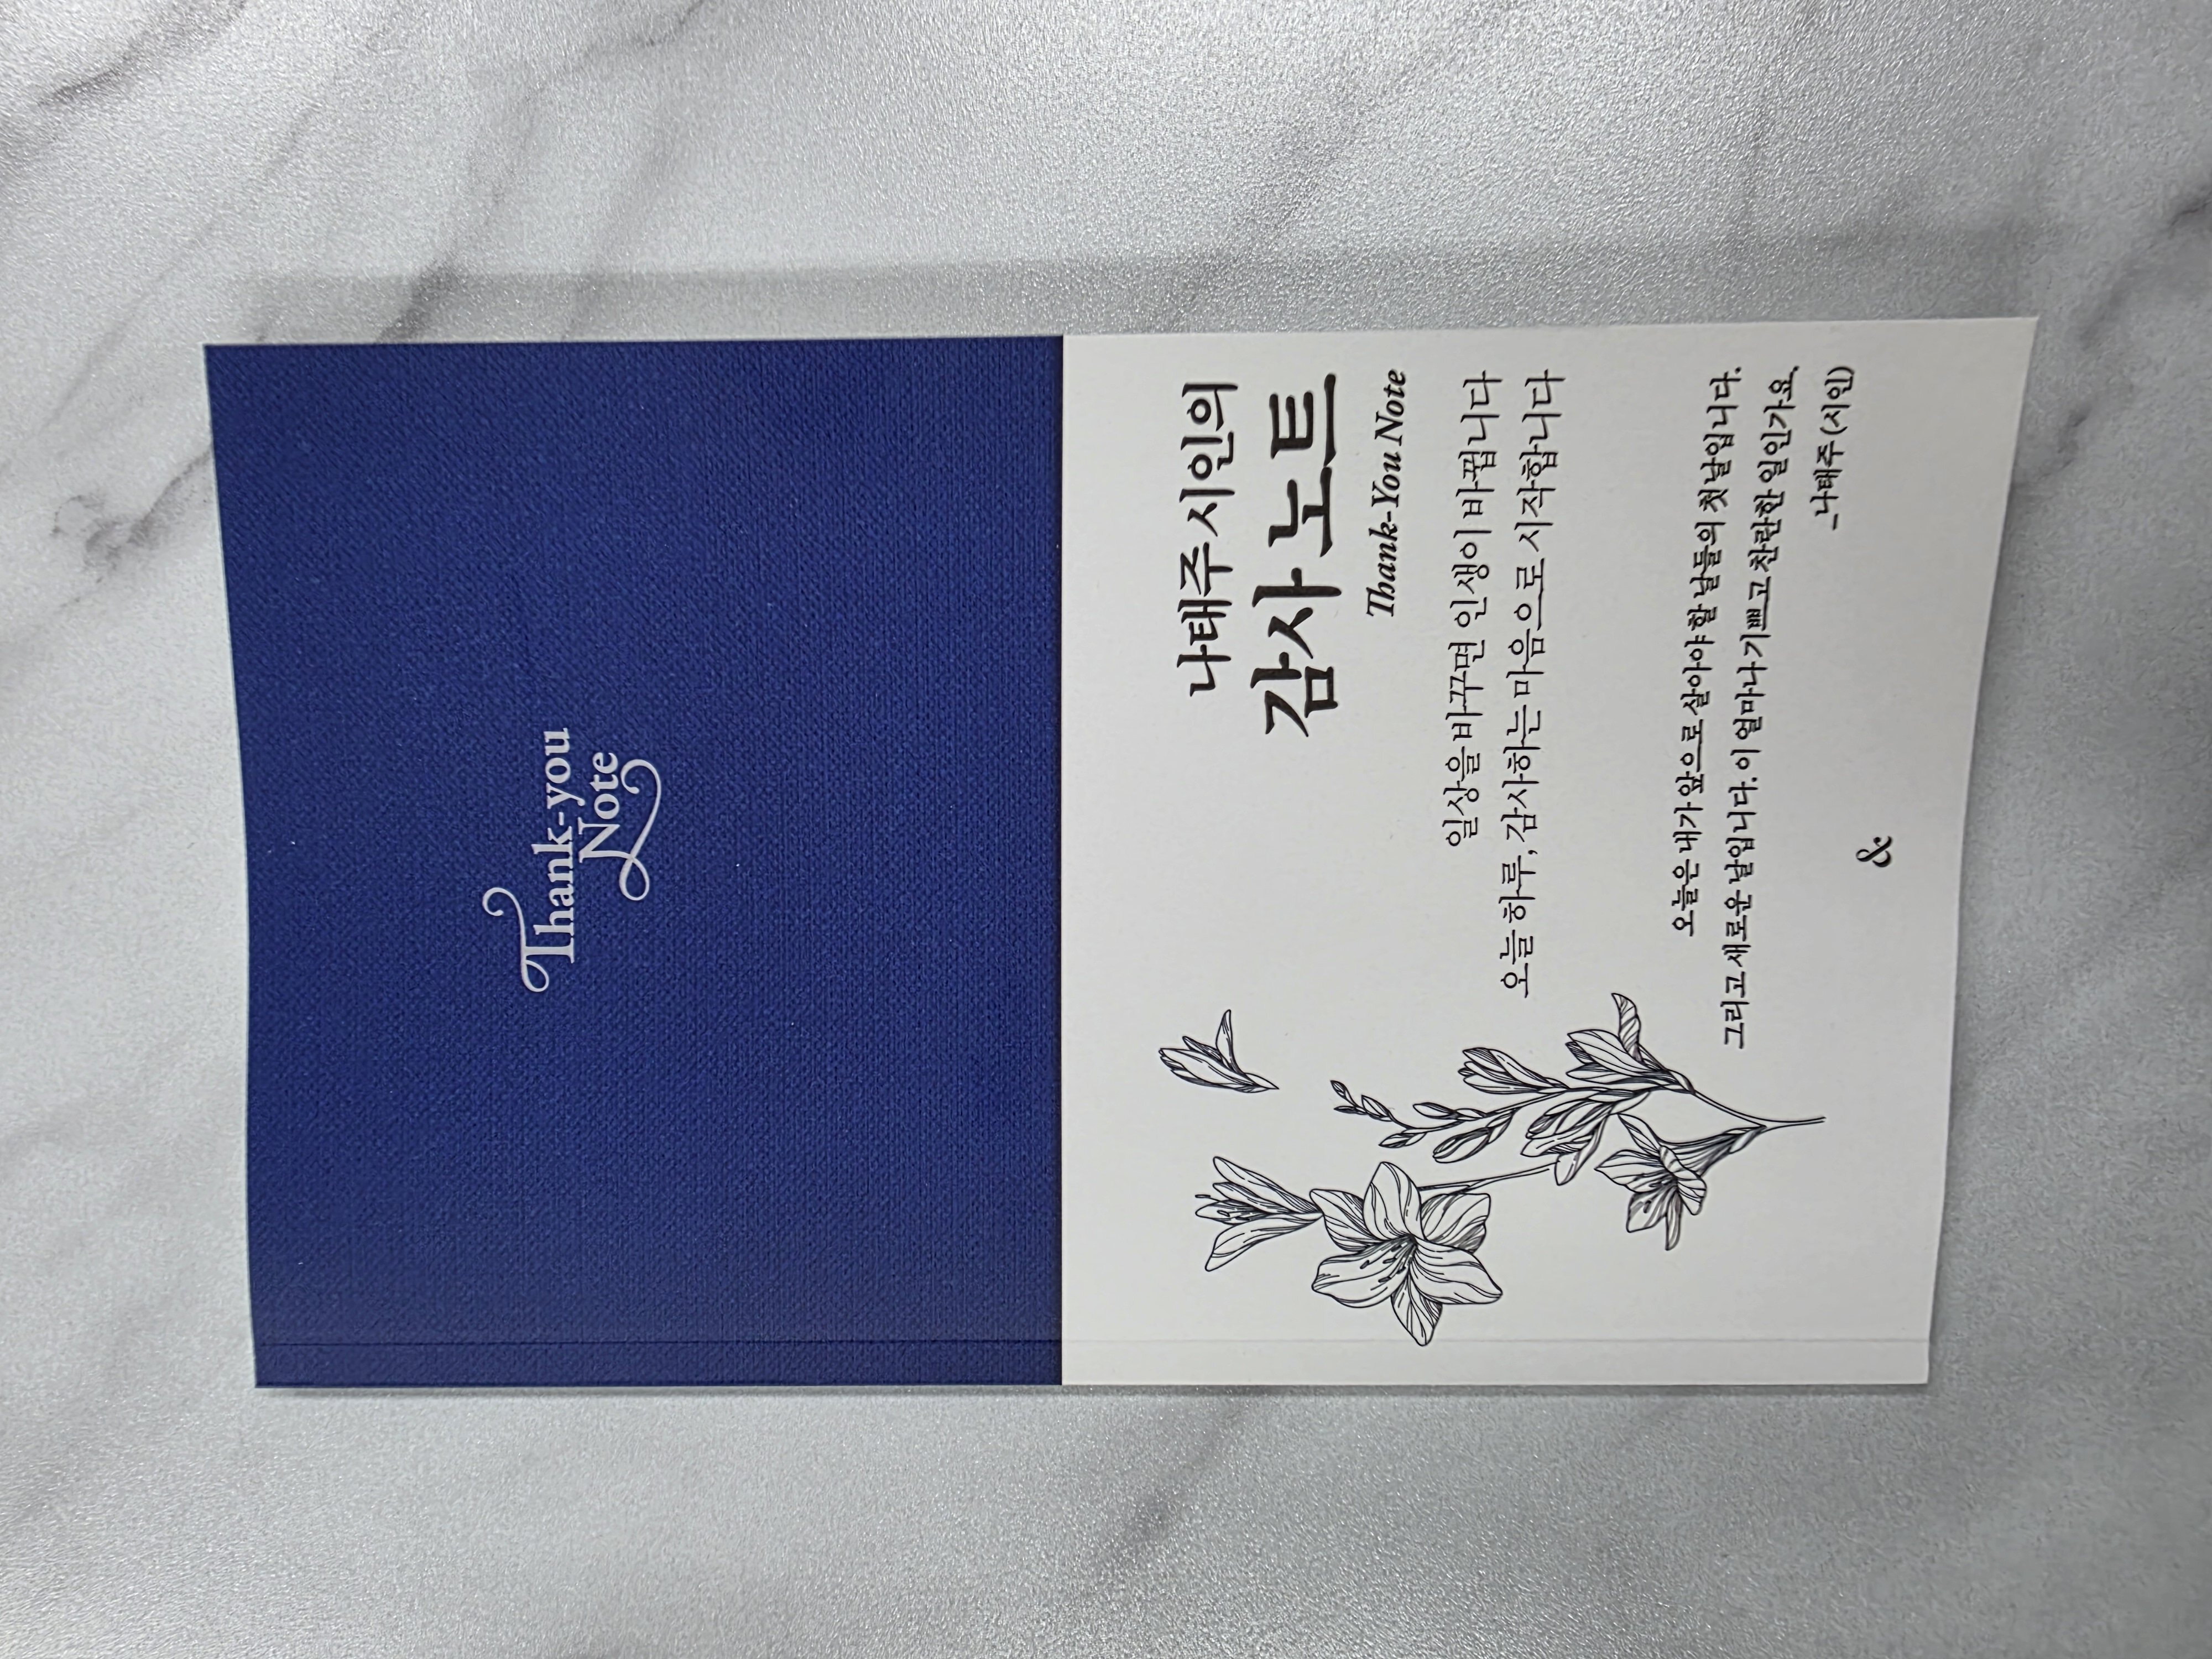 Thank-you
Note
나태주 시인의
감사 노트
Thank-You Note
일상을 바꾸면 인생이 바뀝니다
오늘 하루, 감사하는 마음으로 시작합니다
오늘은 내가 앞으로 살아야 할 날들의 첫 날입니다.
그리고 새로운 날입니다. 이 얼마나 기쁘고 찬란한 일인가요.
_나태주 (시인)
&